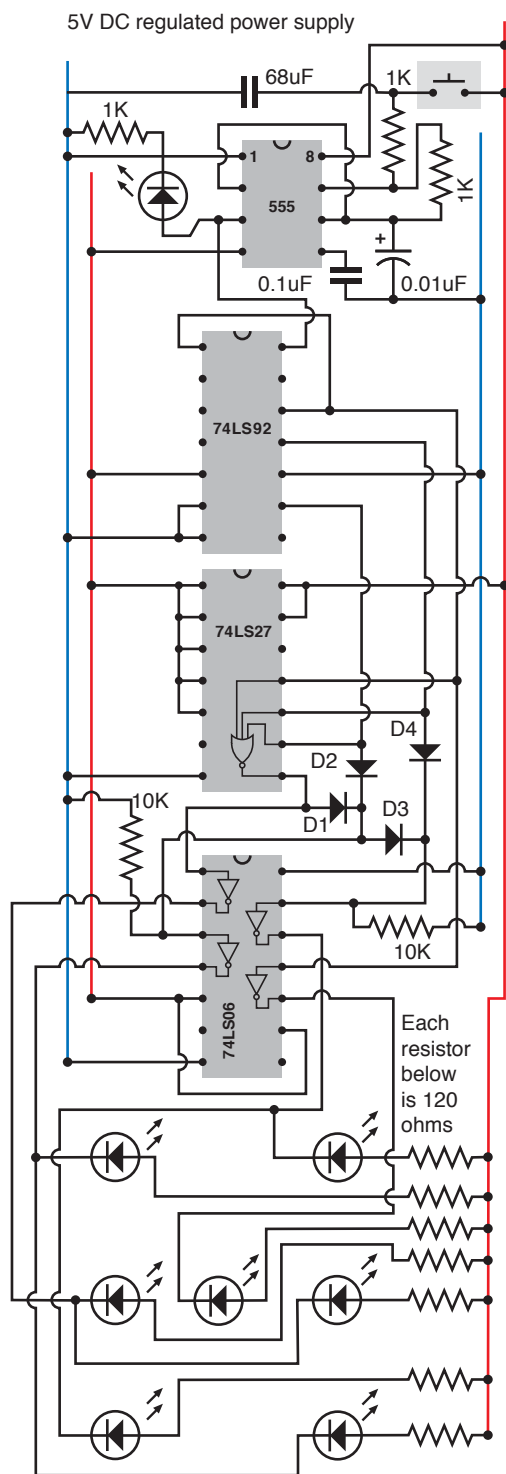 5V DC regulated power supply
68uF
1K
1K
1
8
555
1K
+
0.1uF
0.01uF
74LS92
74LS27
D4
D2
10K
D1
D3
10K
74LS06
Each
resistor
below
is 120
ohms